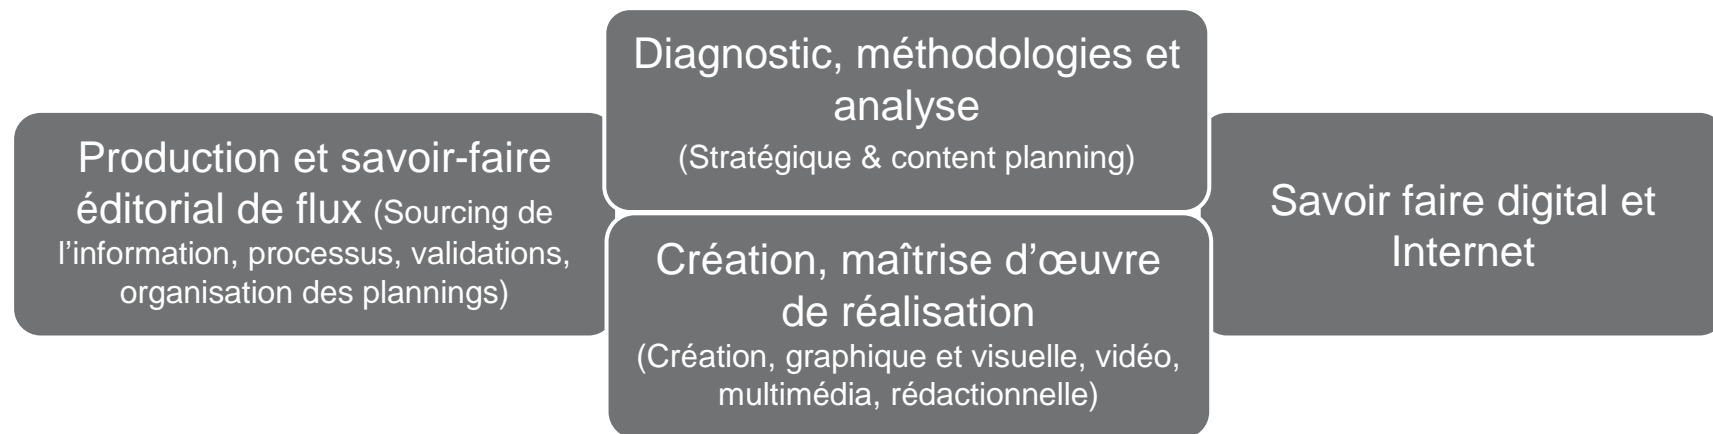 Diagnostic, méthodologies et
analyse
(Stratégique & content planning)
Production et savoir-faire
éditorial de flux (Sourcing de
l’information, processus, validations,
organisation des plannings)
Création, maîtrise d’œuvre
de réalisation
(Création, graphique et visuelle, vidéo,
multimédia, rédactionnelle)
Savoir faire digital et
Internet